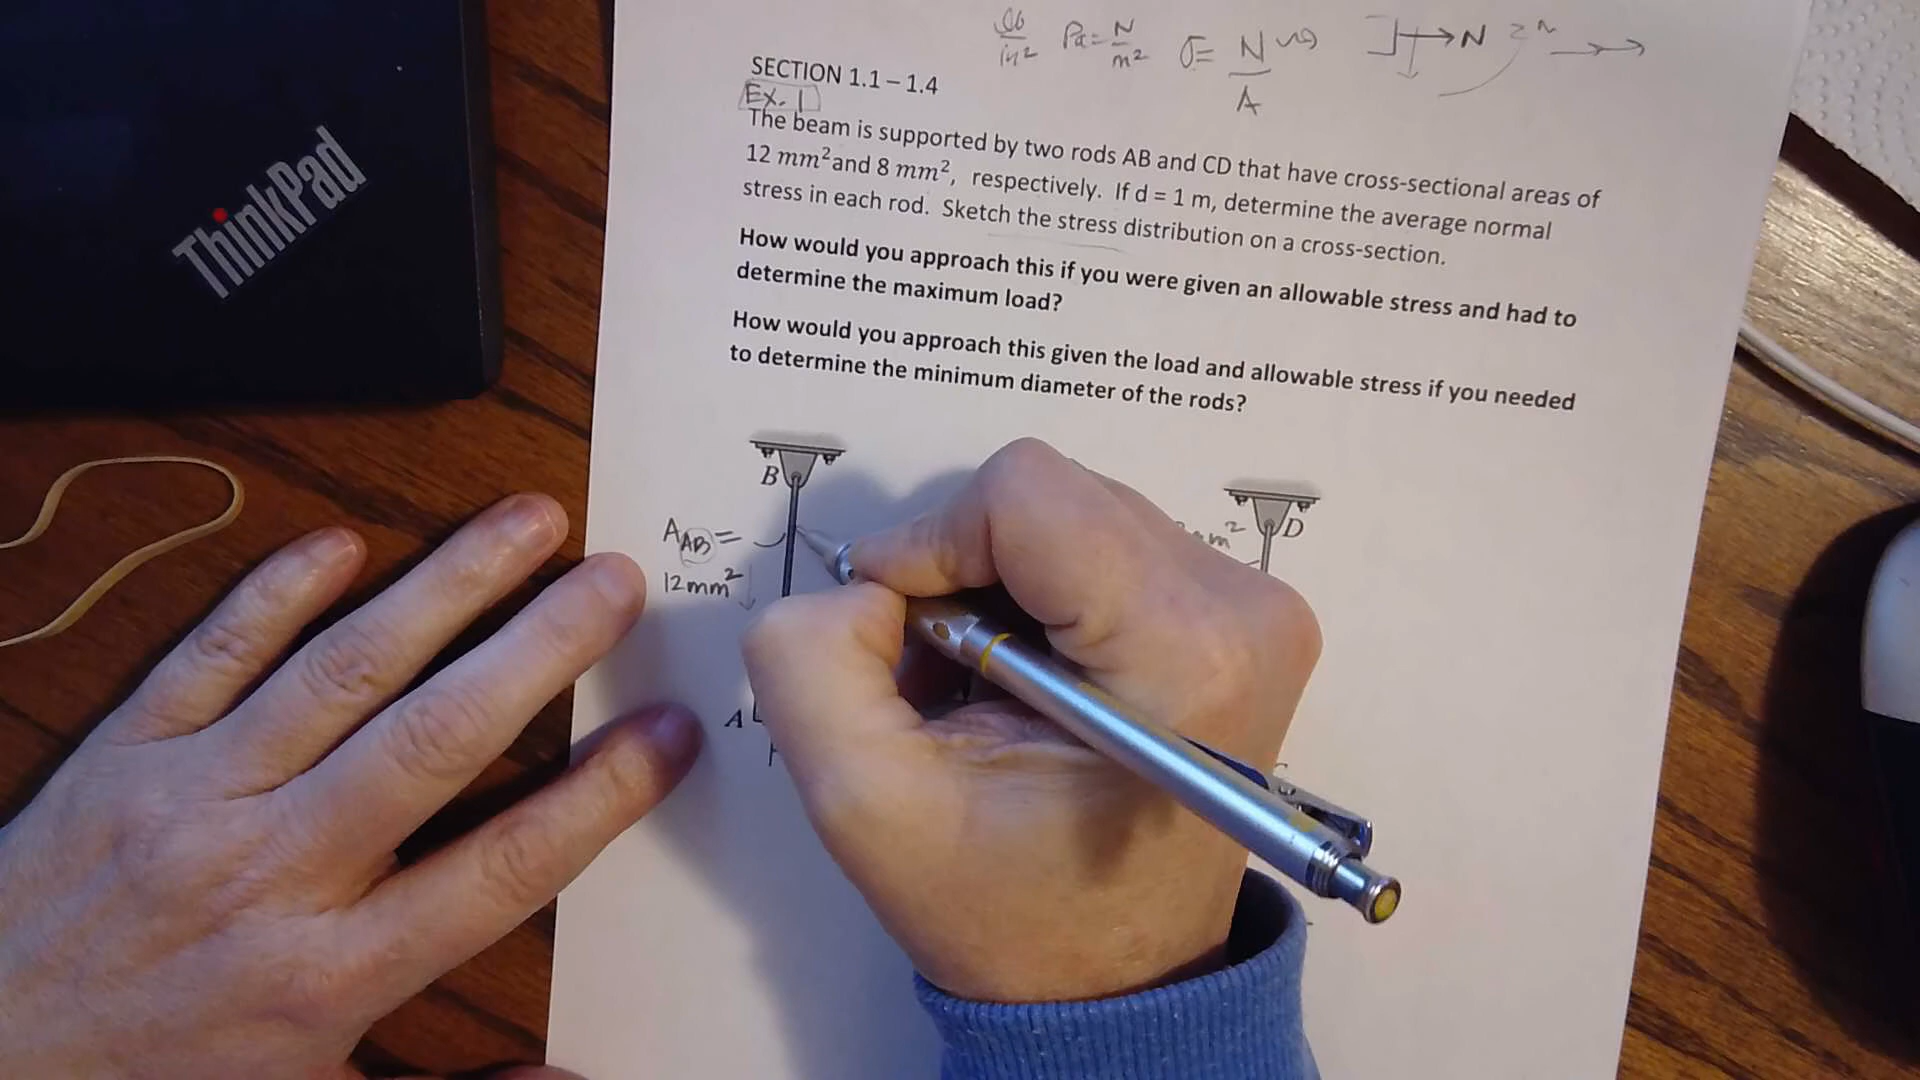 lb/in² Pa = N/m² σ = N/A → N
SECTION 1.1 – 1.4
Ex. 1
The beam is supported by two rods AB and CD that have cross-sectional areas of
12 mm² and 8 mm², respectively. If d = 1 m, determine the average normal
stress in each rod. Sketch the stress distribution on a cross-section.
How would you approach this if you were given an allowable stress and had to
determine the maximum load?
How would you approach this given the load and allowable stress if you needed
to determine the minimum diameter of the rods?
B
D
A_AB =
12mm²
A
ThinkPad